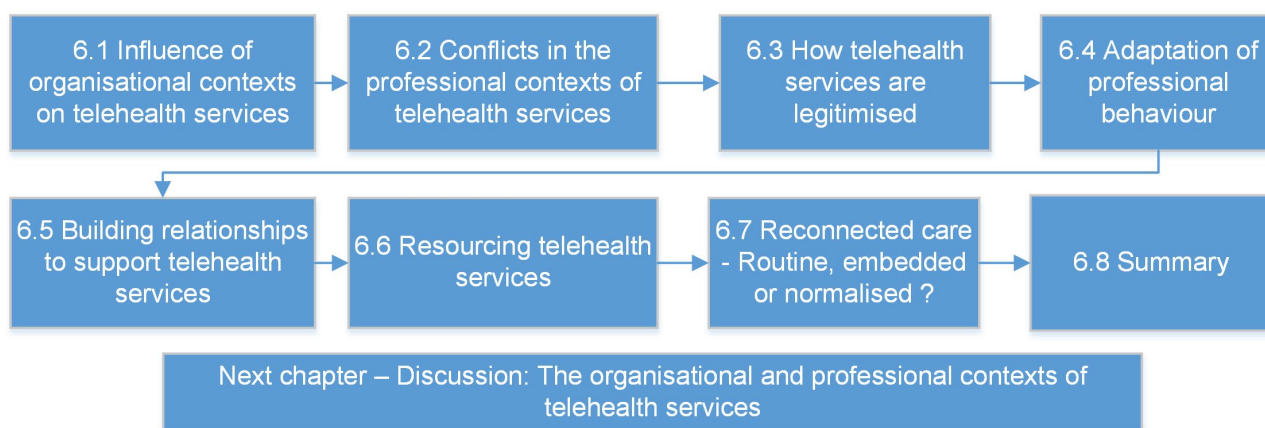 6.1 Influence of
organisational contexts
on telehealth services
6.2 Conflicts in the
professional contexts of
telehealth services
6.3 How telehealth
services are
legitimised
6.4 Adaptation of
professional
behaviour
6.5 Building relationships
to support telehealth
services
6.6 Resourcing telehealth
services
6.7 Reconnected care
- Routine, embedded
or normalised ?
6.8 Summary
Next chapter – Discussion: The organisational and professional contexts of
telehealth services